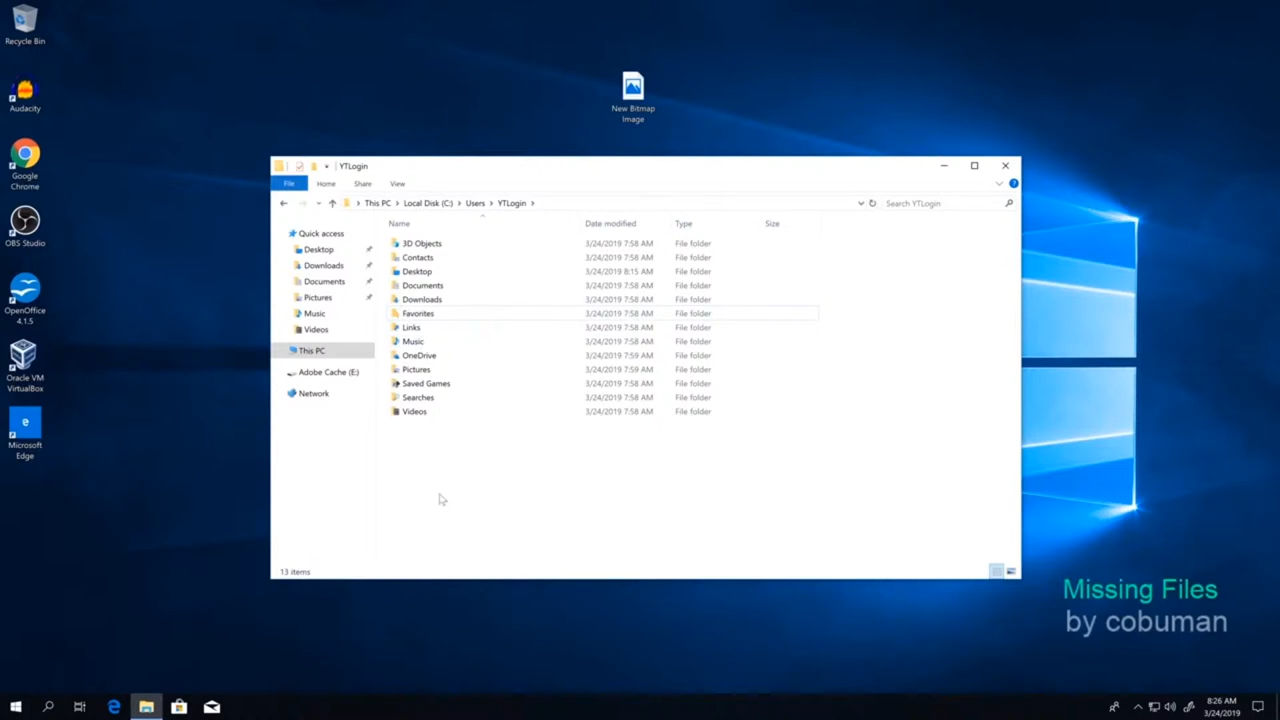 Recycle Bin
Audacity
Google
Chrome
OBS Studio
OpenOffice
4.1.5
Oracle VM
VirtualBox
e
Microsoft
Edge
New Bitmap
Image
YTLogin
File Home Share View
This PC Local Disk (C:) Users YTLogin
Search YTLogin
Quick access
Desktop
Downloads
Documents
Pictures
Music
Videos
This PC
Adobe Cache (E:)
Network
Name Date modified Type Size
3D Objects 3/24/2019 7:58 AM File folder
Contacts 3/24/2019 7:58 AM File folder
Desktop 3/24/2019 8:15 AM File folder
Documents 3/24/2019 7:58 AM File folder
Downloads 3/24/2019 7:58 AM File folder
Favorites 3/24/2019 7:58 AM File folder
Links 3/24/2019 7:58 AM File folder
Music 3/24/2019 7:58 AM File folder
OneDrive 3/24/2019 7:59 AM File folder
Pictures 3/24/2019 7:59 AM File folder
Saved Games 3/24/2019 7:58 AM File folder
Searches 3/24/2019 7:58 AM File folder
Videos 3/24/2019 7:58 AM File folder
13 items
Missing Files
by cobuman
8:26 AM
3/24/2019